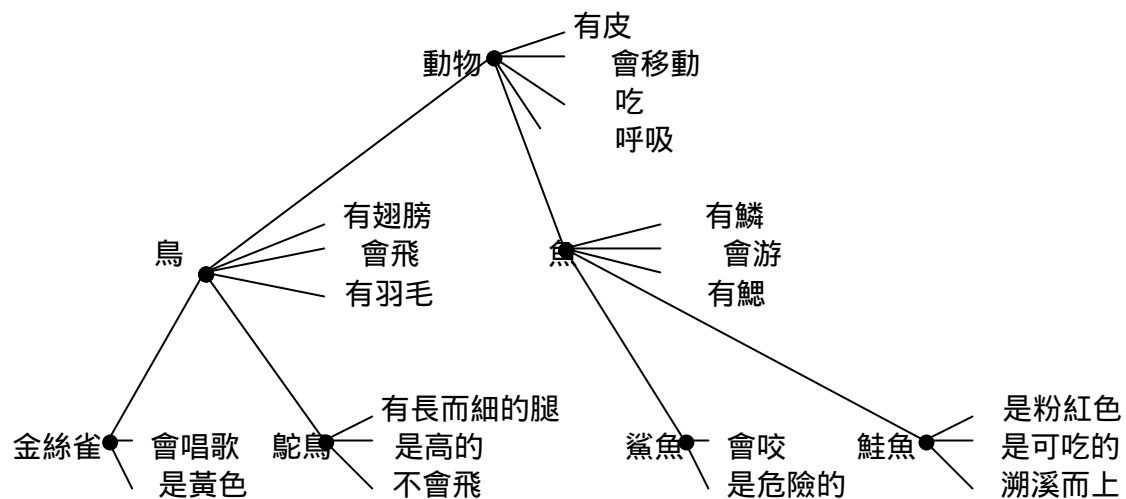 有皮
動物
會移動
吃
呼吸
有翅膀
鳥
會飛
有羽毛
有鱗
魚
會游
有鰓
金絲雀
會唱歌
是黃色
有長而細的腿
鴕鳥
是高的
不會飛
鯊魚
會咬
是危險的
是粉紅色
鮭魚
是可吃的
溯溪而上